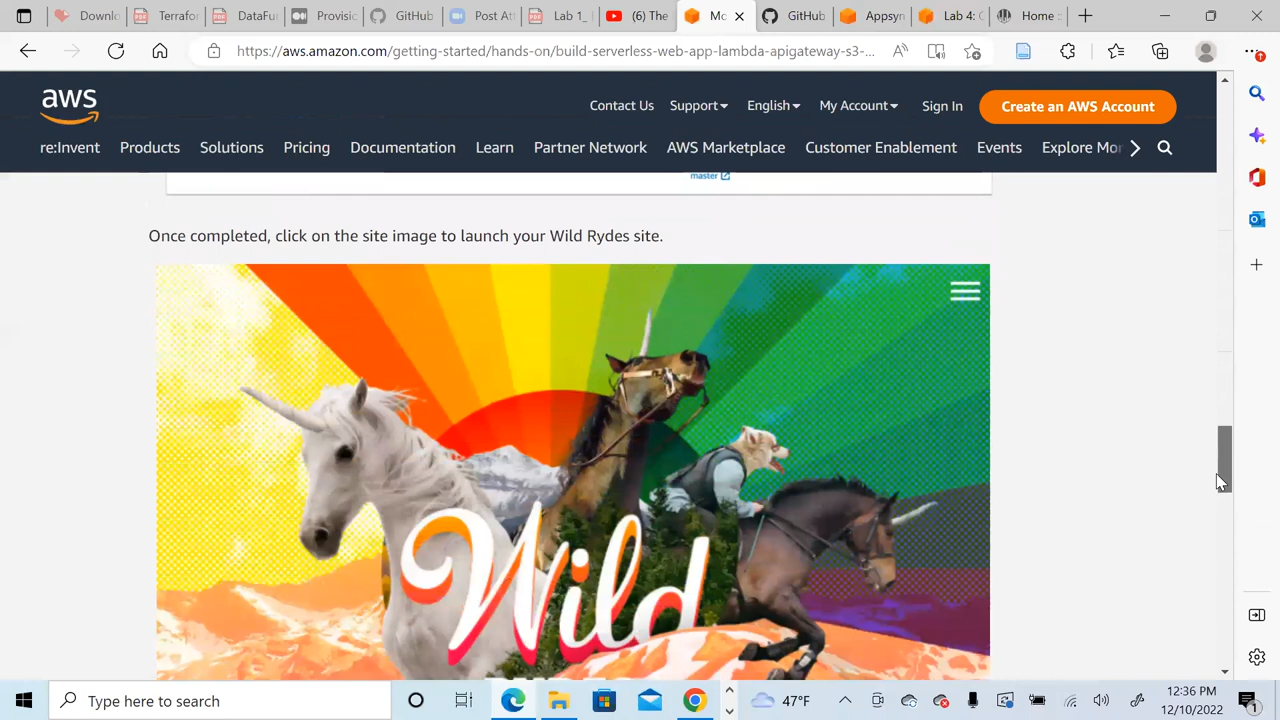 Downlo
Terrafor
DataFu
Provisic
GitHub
Post Att
Lab 1_
(6) The
Mo
GitHub
Appsyn
Lab 4: C
Home :
https://aws.amazon.com/getting-started/hands-on/build-serverless-web-app-lambda-apigateway-s3-...
aws
Contact Us
Support
English
My Account
Sign In
Create an AWS Account
re:Invent
Products
Solutions
Pricing
Documentation
Learn
Partner Network
AWS Marketplace
Customer Enablement
Events
Explore Mor
master
Once completed, click on the site image to launch your Wild Rydes site.
Wild
Type here to search
47°F
12:36 PM
12/10/2022
1